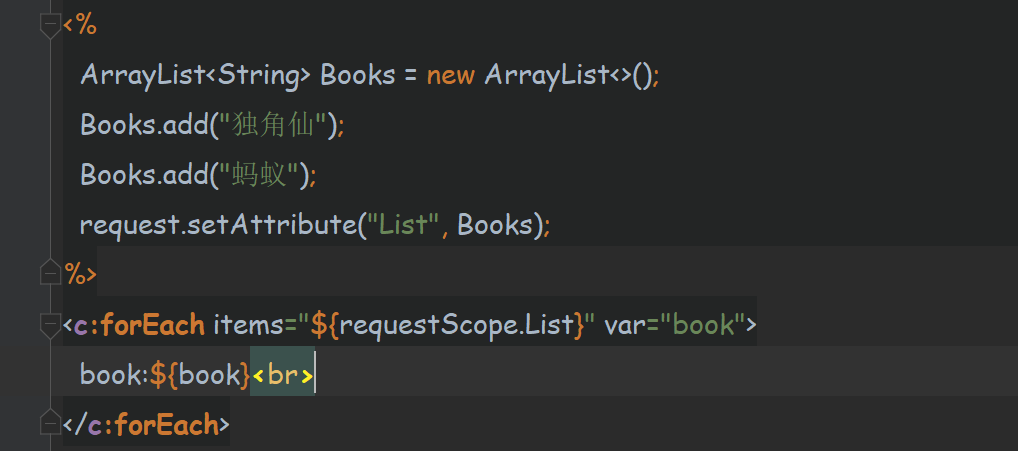 <%
ArrayList<String> Books = new ArrayList<>();
Books.add("独角仙");
Books.add("蚂蚁");
request.setAttribute("List", Books);
%>
<c:forEach items="${requestScope.List}" var="book">
book:${book}<br>
</c:forEach>